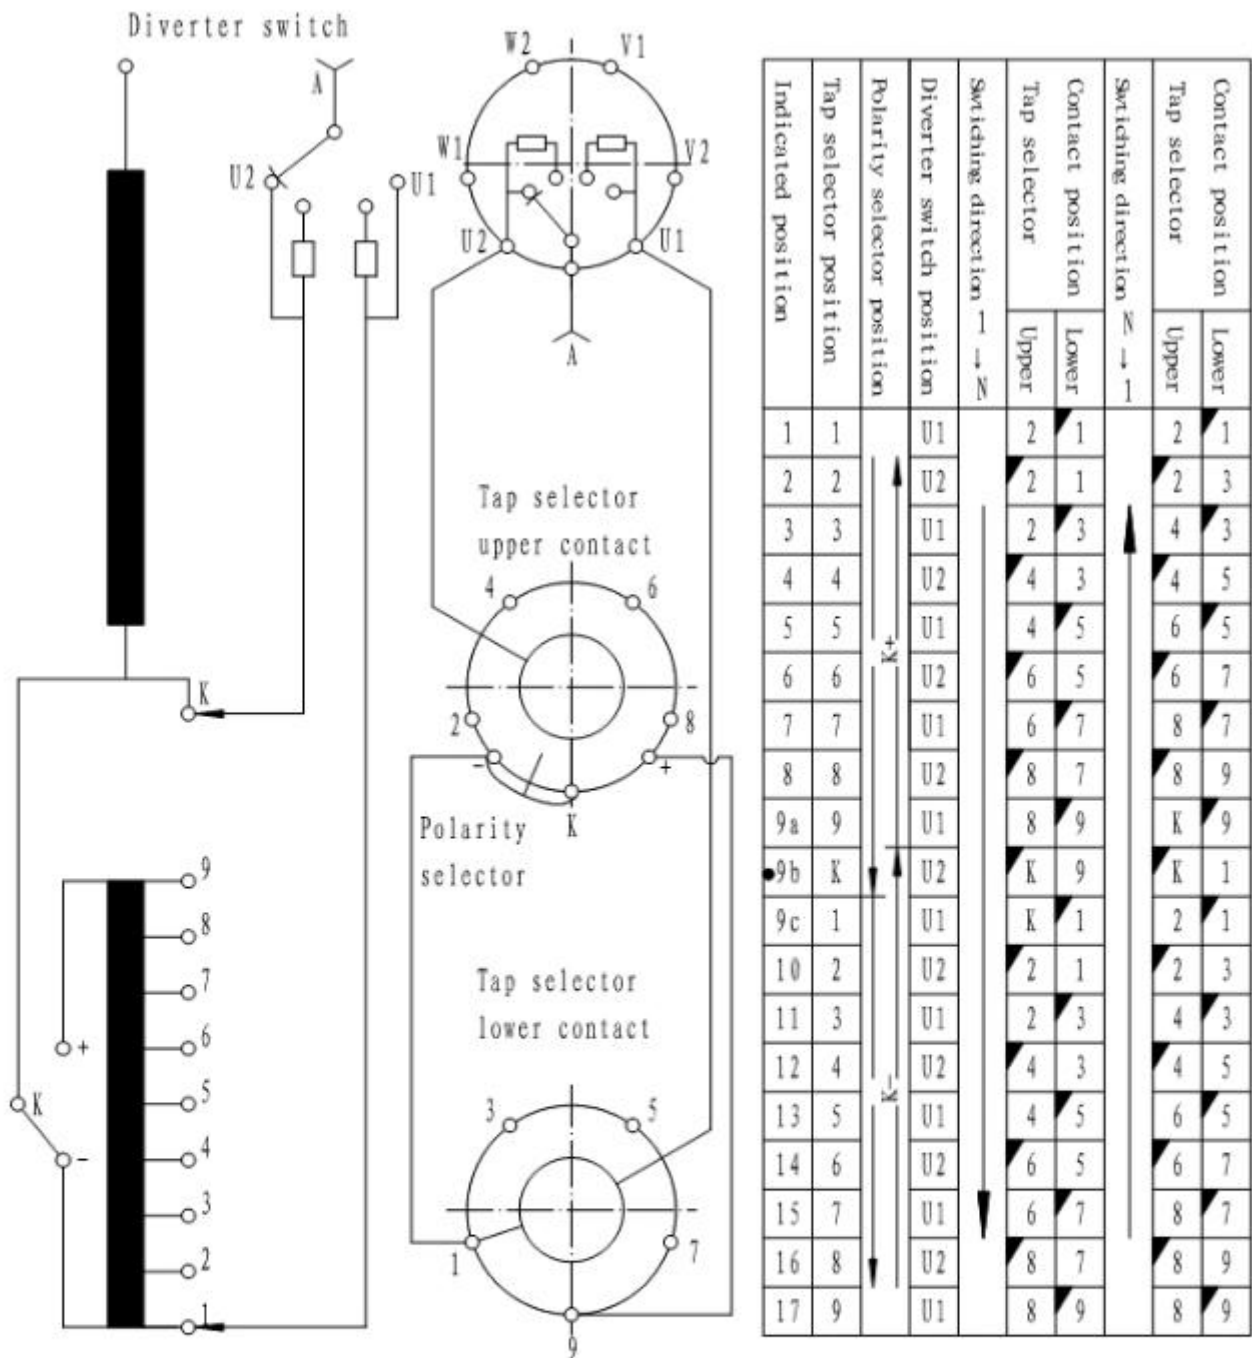 Diverter switch
A
U2
U1
K
9
8
7
6
5
4
3
2
1
+
K
-
W2
V1
W1
V2
U2
U1
A
Tap selector
upper contact
4
6
2
8
-
+
K
Polarity
selector
Tap selector
lower contact
3
5
1
7
9
Indicated position
Tap selector position
Polarity selector position
Diverter switch position
Swtiching direction 1→N
Tap selector
Contact position
Upper
Lower
Swtiching direction N→1
Tap selector
Contact position
Upper
Lower
K+
K-
1 1 U1 2 1 2 1
2 2 U2 2 1 2 3
3 3 U1 2 3 4 3
4 4 U2 4 3 4 5
5 5 U1 4 5 6 5
6 6 U2 6 5 6 7
7 7 U1 6 7 8 7
8 8 U2 8 7 8 9
9a 9 U1 8 9 K 9
●9b K U2 K 9 K 1
9c 1 U1 K 1 2 1
10 2 U2 2 1 2 3
11 3 U1 2 3 4 3
12 4 U2 4 3 4 5
13 5 U1 4 5 6 5
14 6 U2 6 5 6 7
15 7 U1 6 7 8 7
16 8 U2 8 7 8 9
17 9 U1 8 9 8 9